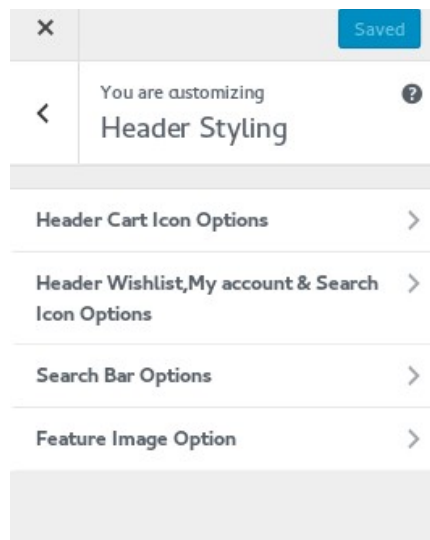 Saved
You are customizing
Header Styling
Header Cart Icon Options
Header Wishlist,My account & Search
Icon Options
Search Bar Options
Feature Image Option